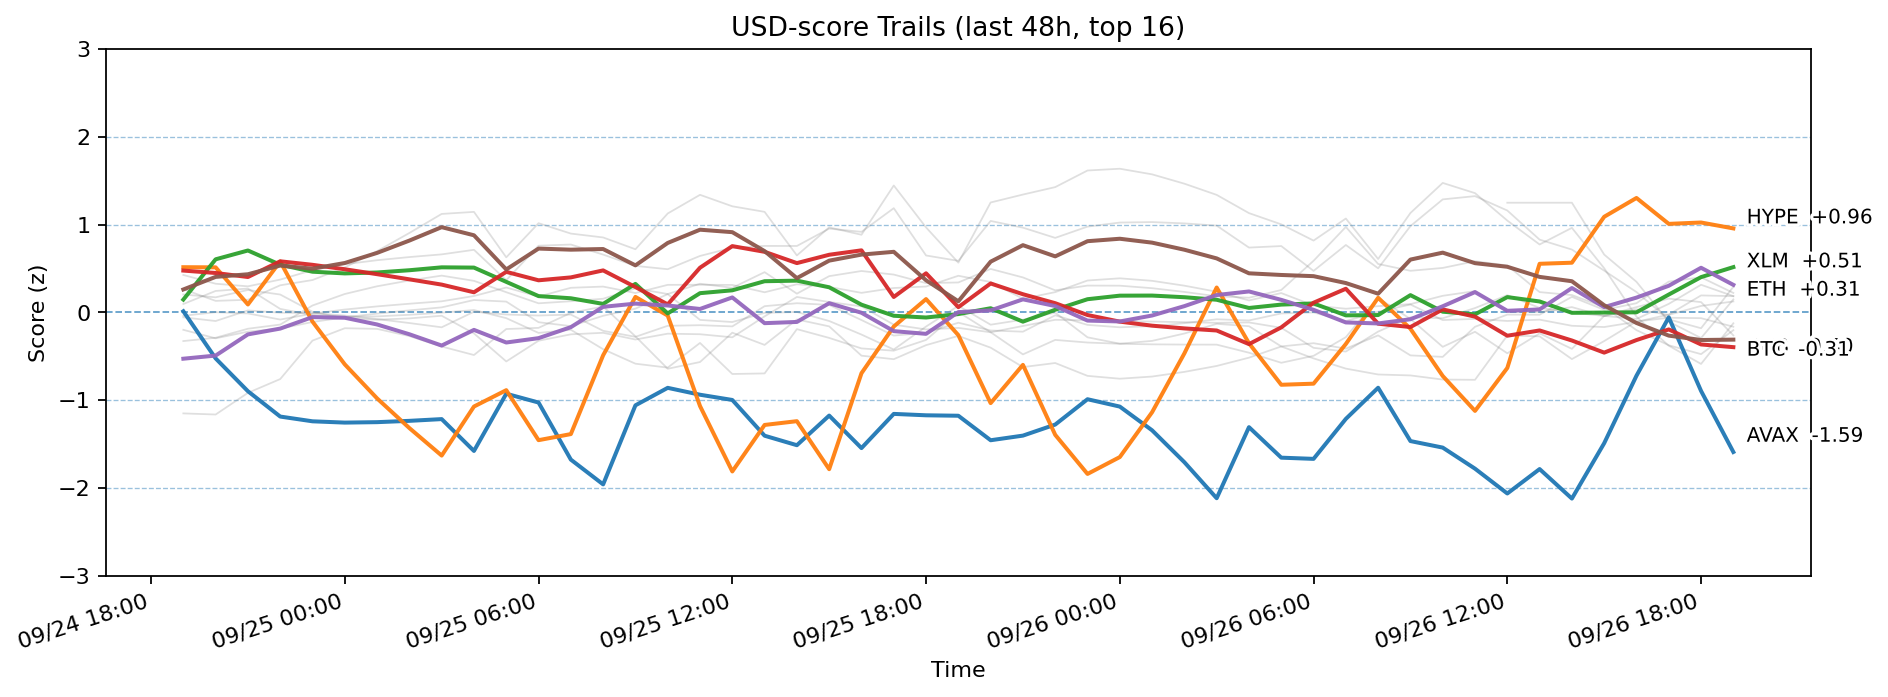 USD-score Trails (last 48h, top 16)
Score (z)
3
2
1
0
−1
−2
−3
HYPE +0.96
XLM +0.51
ETH +0.31
BTC -0.31
AVAX -1.59
09/24 18:00
09/25 00:00
09/25 06:00
09/25 12:00
09/25 18:00
09/26 00:00
09/26 06:00
09/26 12:00
09/26 18:00
Time